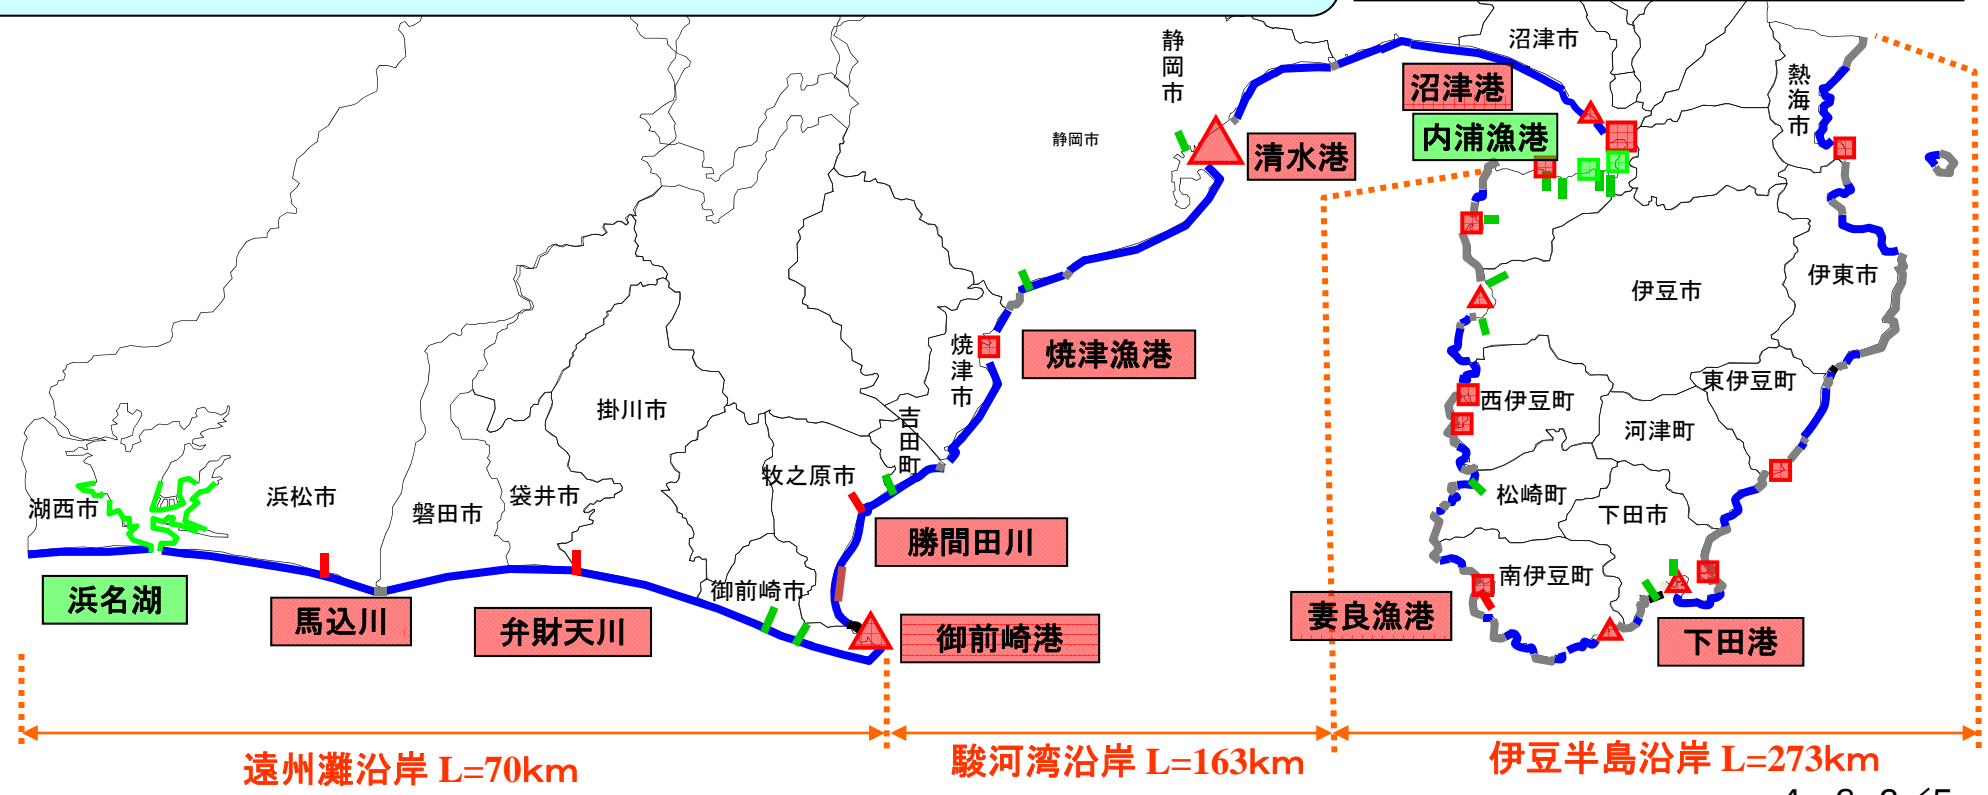 静岡市
沼津市
沼津港
熱海市
内浦漁港
清水港
静岡市
伊豆市
伊東市
焼津市
焼津漁港
東伊豆町
西伊豆町
掛川市
吉田町
河津町
牧之原市
湖西市
浜松市
磐田市
袋井市
松崎町
下田市
勝間田川
御前崎市
南伊豆町
浜名湖
馬込川
弁財天川
御前崎港
妻良漁港
下田港
遠州灘沿岸 L=70km
駿河湾沿岸 L=163km
伊豆半島沿岸 L=273km